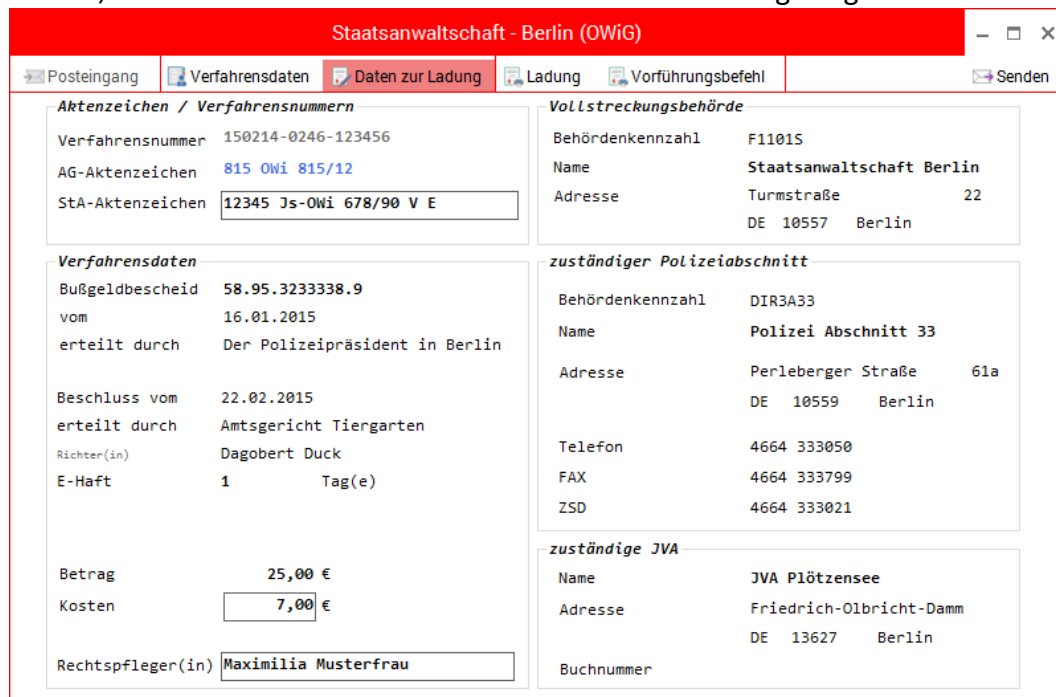 Staatsanwaltschaft - Berlin (OWiG)
Posteingang Verfahrensdaten Daten zur Ladung Ladung Vorführungsbefehl Senden
Aktenzeichen / Verfahrensnummern
Verfahrensnummer 150214-0246-123456
AG-Aktenzeichen 815 OWi 815/12
StA-Aktenzeichen 12345 Js-OWi 678/90 V E
Vollstreckungsbehörde
Behördenkennzahl F1101S
Name Staatsanwaltschaft Berlin
Adresse Turmstraße 22
DE 10557 Berlin
Verfahrensdaten
Bußgeldbescheid 58.95.3233338.9
vom 16.01.2015
erteilt durch Der Polizeipräsident in Berlin
Beschluss vom 22.02.2015
erteilt durch Amtsgericht Tiergarten
Richter(in) Dagobert Duck
E-Haft 1 Tag(e)
Betrag 25,00 €
Kosten 7,00 €
Rechtspfleger(in) Maximilia Musterfrau
zuständiger Polizeiabschnitt
Behördenkennzahl DIR3A33
Name Polizei Abschnitt 33
Adresse Perleberger Straße 61a
DE 10559 Berlin
Telefon 4664 333050
FAX 4664 333799
ZSD 4664 333021
zuständige JVA
Name JVA Plötzensee
Adresse Friedrich-Olbricht-Damm
DE 13627 Berlin
Buchnummer